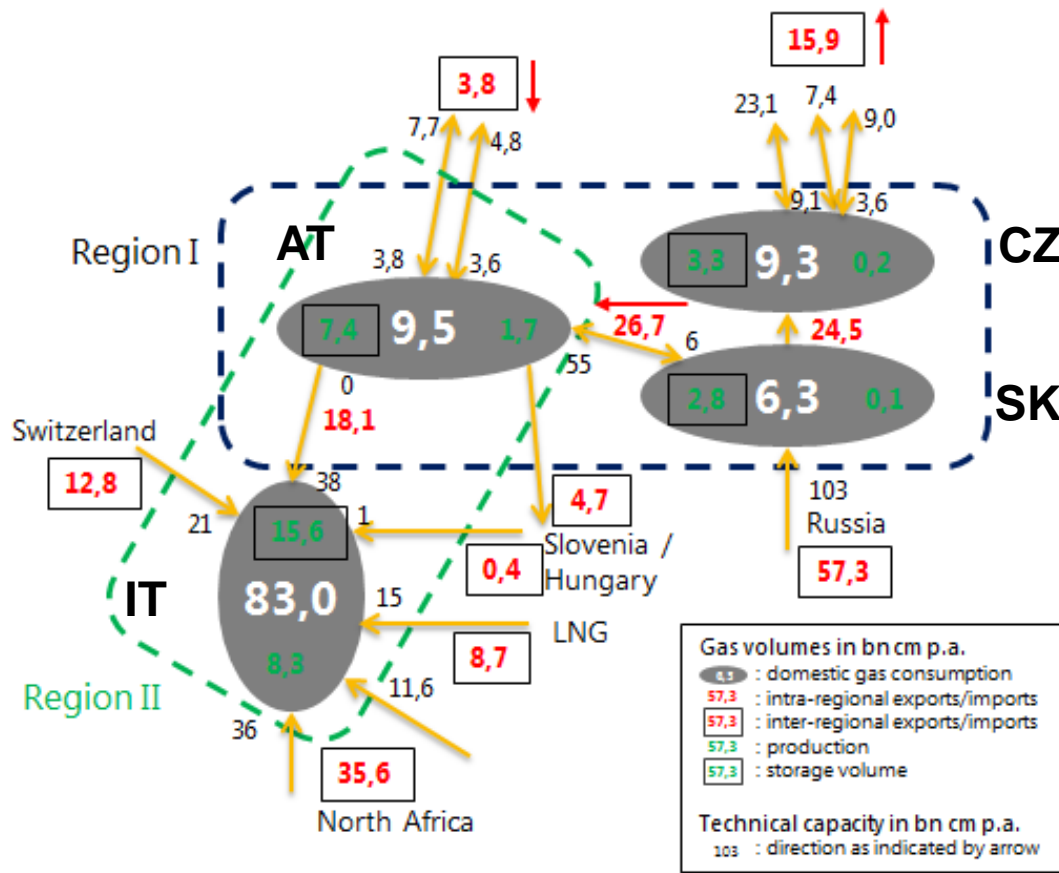 15,9
3,8
7,4
23,1
9,0
7,7
4,8
9,1
3,6
Region I
AT
CZ
3,3
9,3
0,2
3,8
3,6
7,4
9,5
1,7
26,7
24,5
6
55
2,8
6,3
0,1
SK
0
18,1
Switzerland
12,8
38
21
1
15,6
4,7
103
Russia
Slovenia /
Hungary
0,4
57,3
IT
83,0
15
LNG
8,7
8,3
Region II
11,6
36
35,6
North Africa
Gas volumes in bn cm p.a.
: domestic gas consumption
57,3 : intra-regional exports/imports
57,3 : inter-regional exports/imports
57,3 : production
57,3 : storage volume
Technical capacity in bn cm p.a.
103 : direction as indicated by arrow